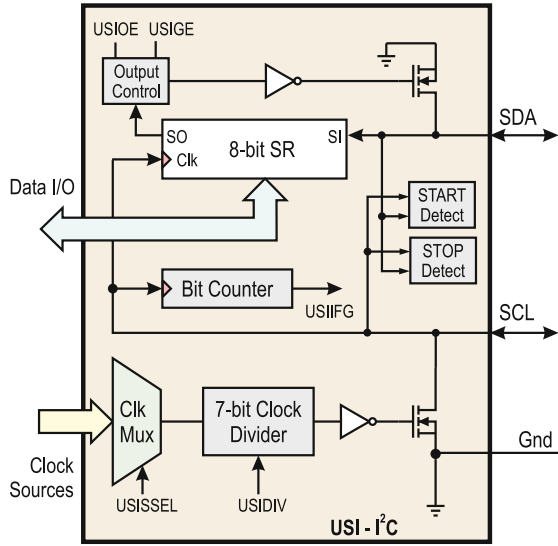 USIOE
USIGE
Output
Control
SDA
SO
SI
8-bit SR
Clk
Data I/O
START
Detect
STOP
Detect
Bit Counter
USIIFG
SCL
Clk
Mux
7-bit Clock
Divider
Gnd
Clock
Sources
USISSEL
USIDIV
USI - I²C